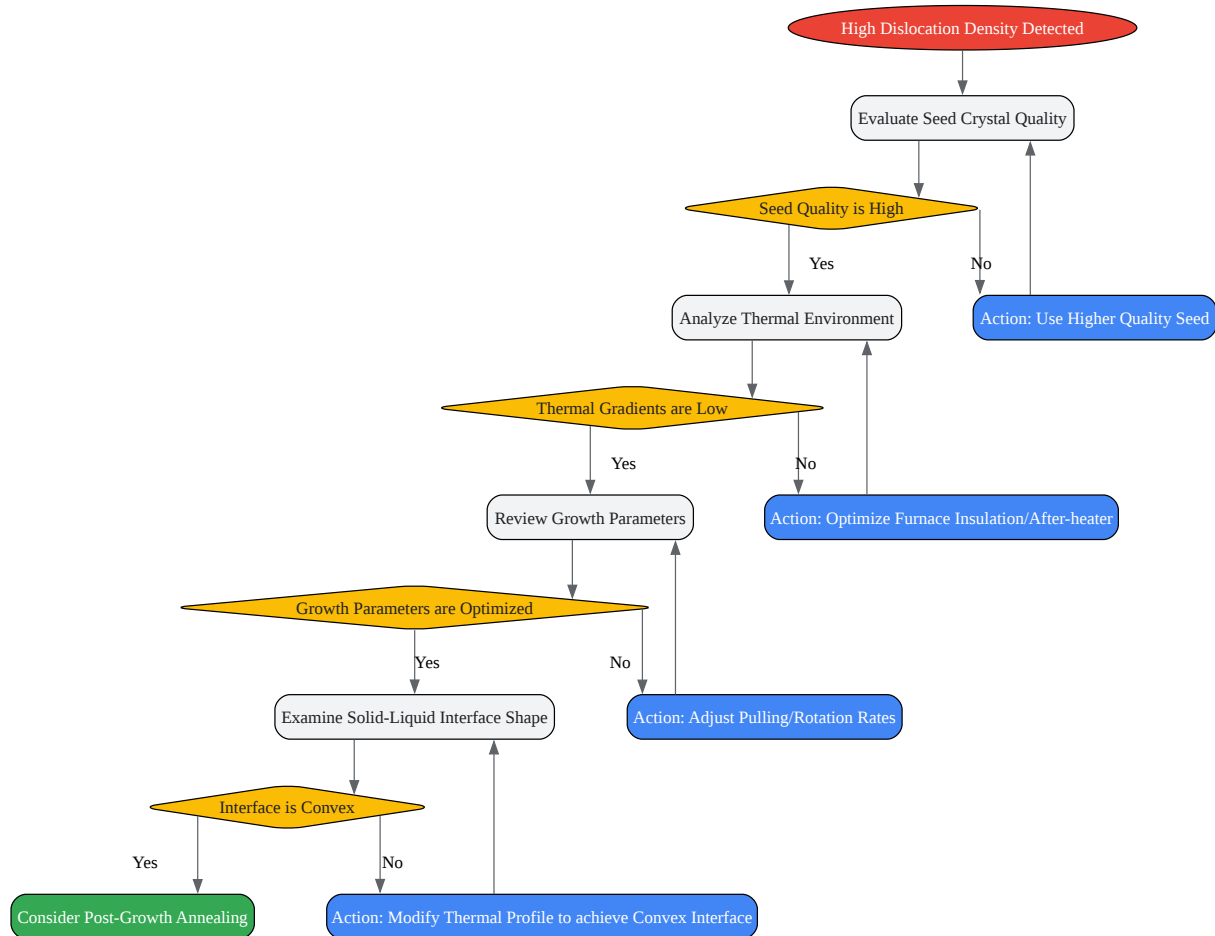 High Dislocation Density Detected
Evaluate Seed Crystal Quality
Seed Quality is High
Yes
No
Analyze Thermal Environment
Action: Use Higher Quality Seed
Thermal Gradients are Low
Yes
No
Review Growth Parameters
Action: Optimize Furnace Insulation/After-heater
Growth Parameters are Optimized
Yes
No
Examine Solid-Liquid Interface Shape
Action: Adjust Pulling/Rotation Rates
Interface is Convex
Yes
No
Consider Post-Growth Annealing
Action: Modify Thermal Profile to achieve Convex Interface